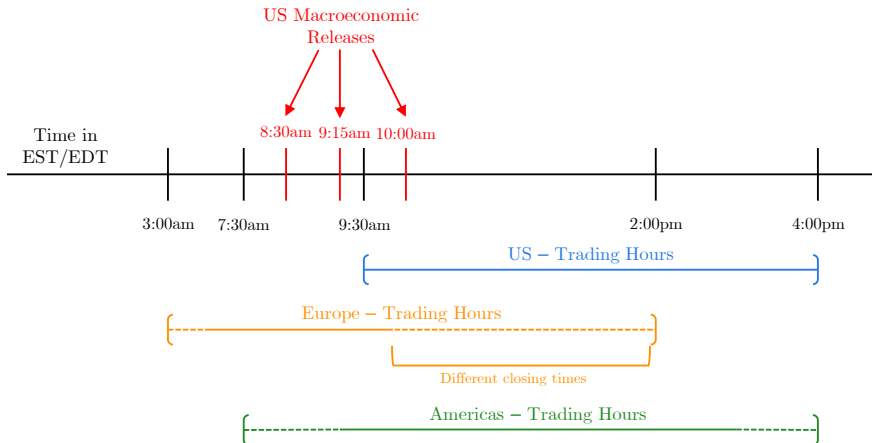 US Macroeconomic
Releases
8:30am 9:15am 10:00am
Time in
EST/EDT
3:00am 7:30am 9:30am 2:00pm 4:00pm
US – Trading Hours
Europe – Trading Hours
Different closing times
Americas – Trading Hours